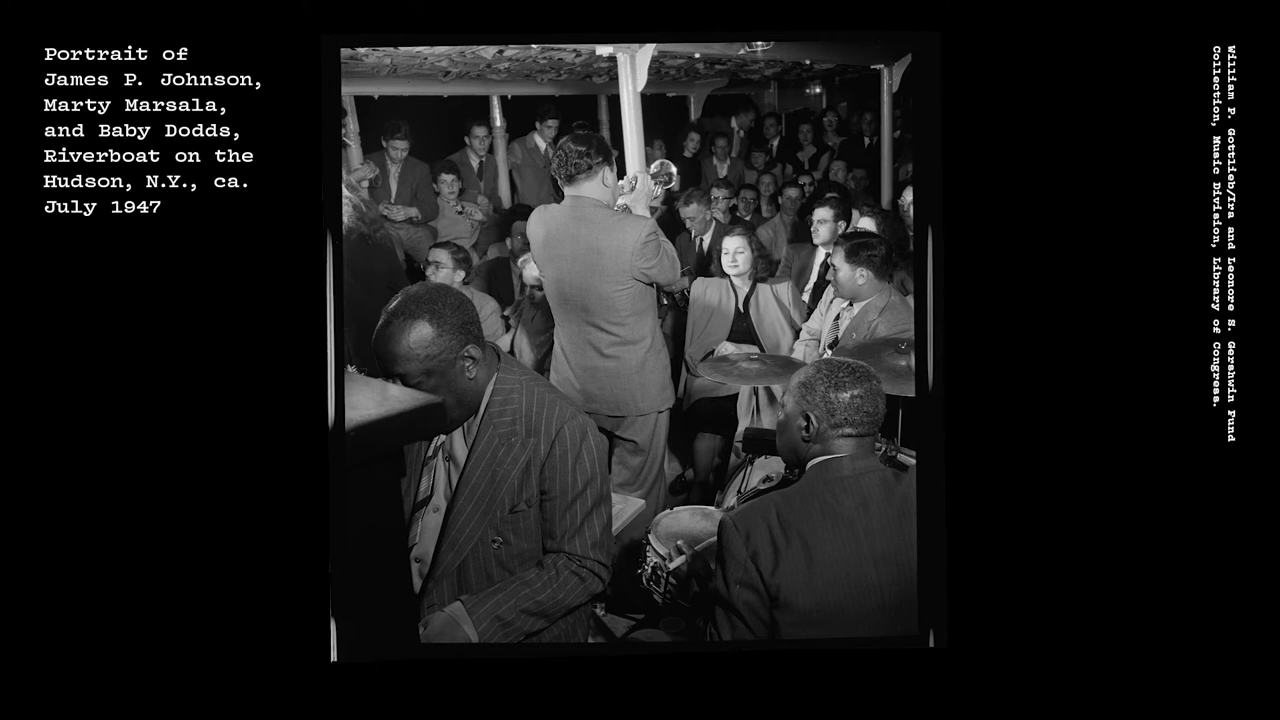 Portrait of
James P. Johnson,
Marty Marsala,
and Baby Dodds,
Riverboat on the
Hudson, N.Y., ca.
July 1947
William P. Gottlieb/Ira and Leonore S. Gershwin Fund
Collection, Music Division, Library of Congress.